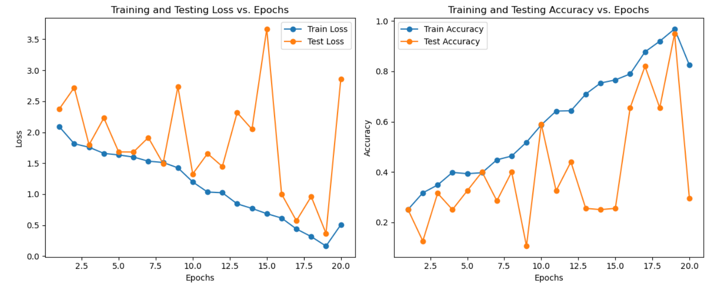 Training and Testing Loss vs. Epochs
Train Loss
Test Loss
3.5
3.0
2.5
2.0
1.5
1.0
0.5
0.0
Loss
2.5 5.0 7.5 10.0 12.5 15.0 17.5 20.0
Epochs
Training and Testing Accuracy vs. Epochs
Train Accuracy
Test Accuracy
1.0
0.8
0.6
0.4
0.2
Accuracy
2.5 5.0 7.5 10.0 12.5 15.0 17.5 20.0
Epochs